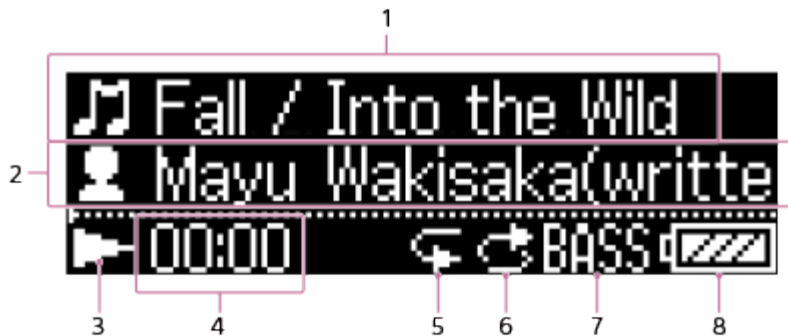 1
Fall / Into the Wild
2
Mayu Wakisaka(writte
00:00 BASS
3 4 5 6 7 8